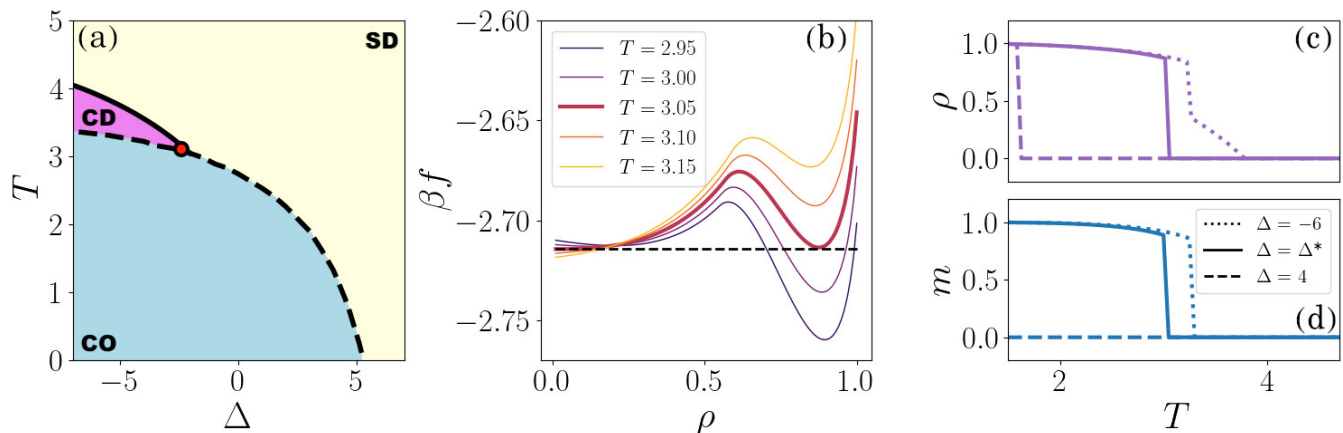 (a)
SD
CD
CO
5
4
3
2
1
0
T
−5
0
5
Δ
(b)
T = 2.95
T = 3.00
T = 3.05
T = 3.10
T = 3.15
−2.60
−2.65
−2.70
−2.75
βf
0.0
0.5
1.0
ρ
(c)
1.0
0.5
0.0
ρ
Δ = −6
Δ = Δ*
Δ = 4
(d)
1.0
0.5
0.0
m
2
4
T